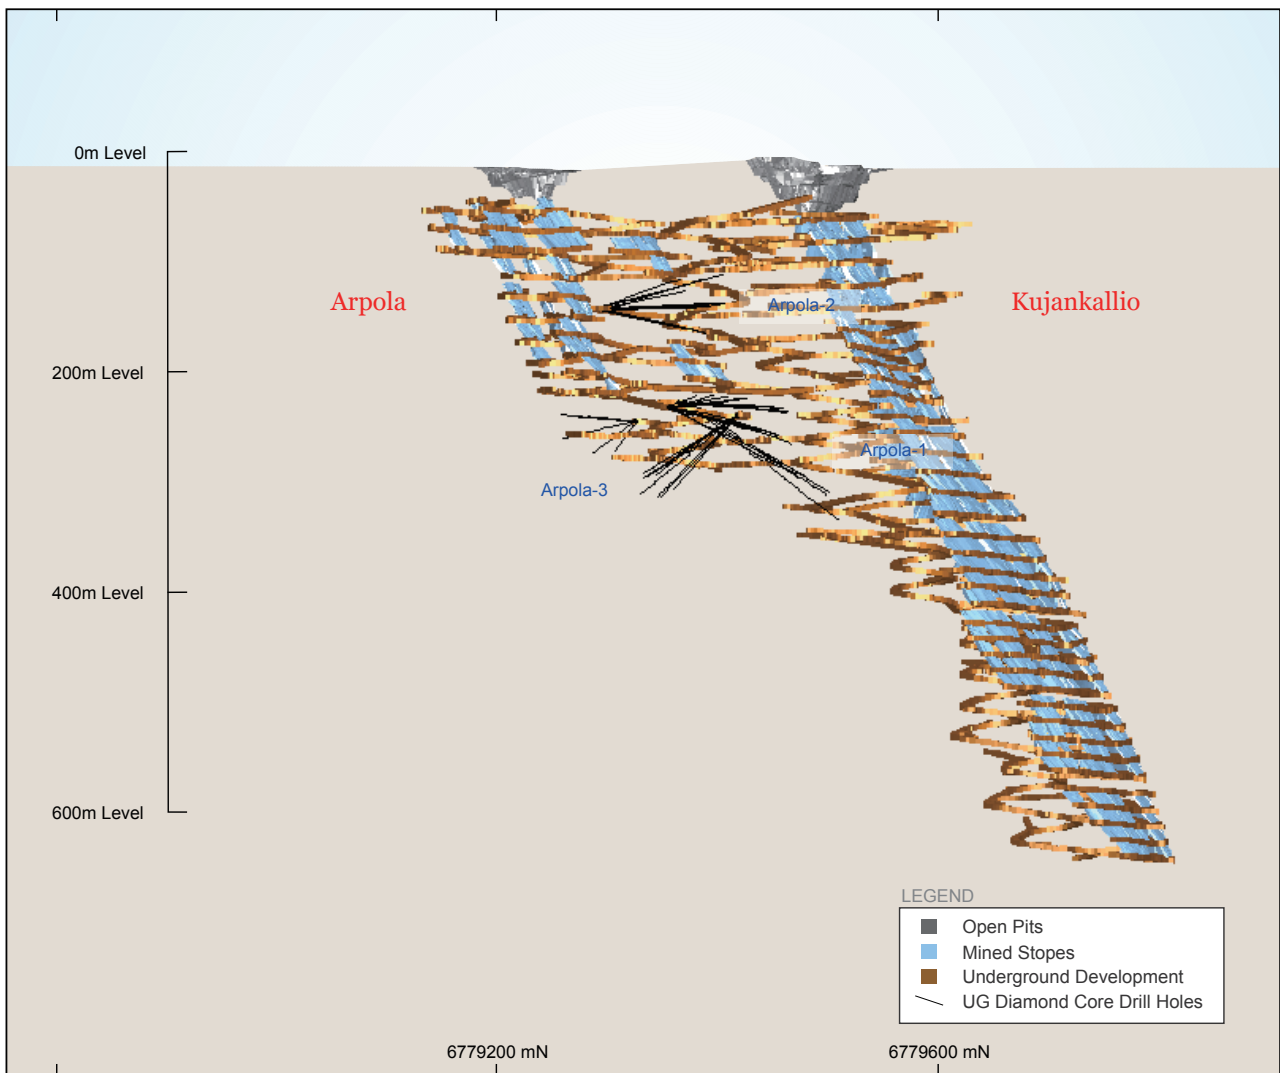 0m Level
Arpola
Arpola-2
Kujankallio
200m Level
Arpola-1
Arpola-3
400m Level
600m Level
LEGEND
Open Pits
Mined Stopes
Underground Development
UG Diamond Core Drill Holes
6779200 mN
6779600 mN